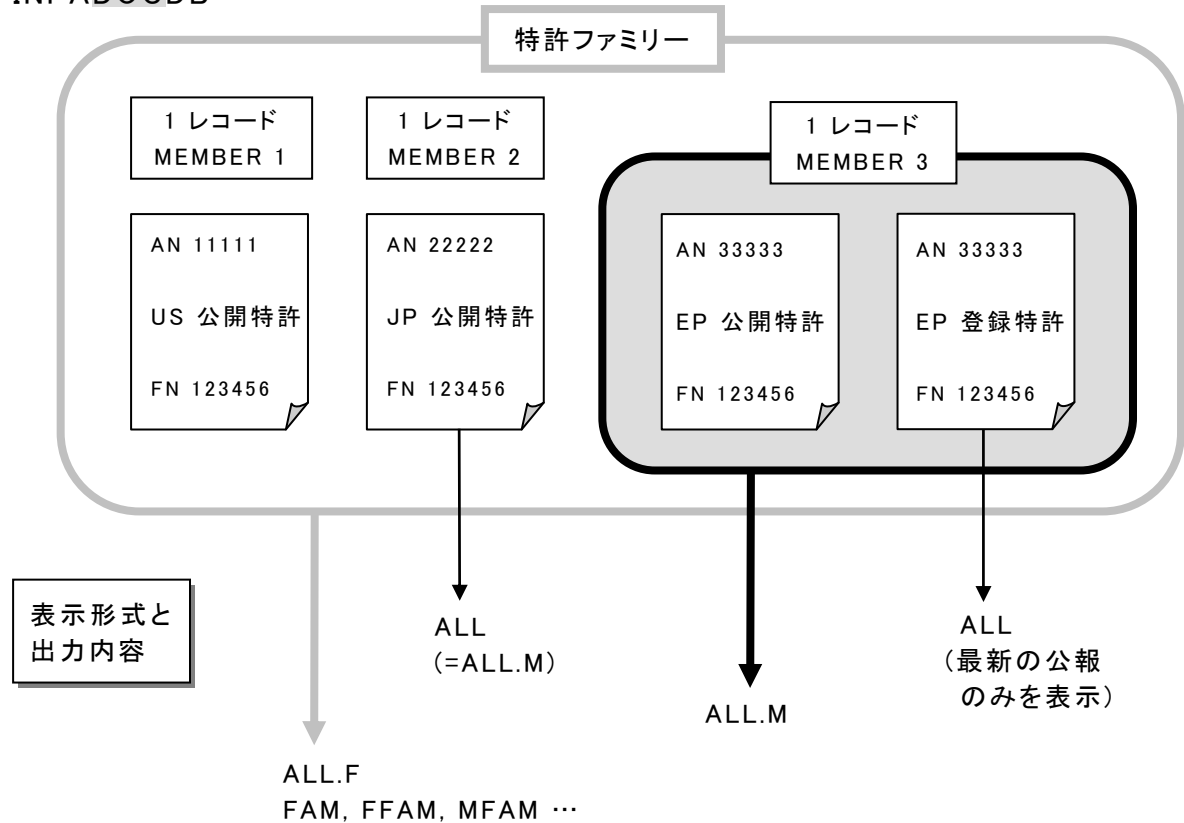 特許ファミリー
1 レコード
MEMBER 1
1 レコード
MEMBER 2
1 レコード
MEMBER 3
AN 11111
US 公開特許
FN 123456
AN 22222
JP 公開特許
FN 123456
AN 33333
EP 公開特許
FN 123456
AN 33333
EP 登録特許
FN 123456
表示形式と
出力内容
ALL
(=ALL.M)
ALL.M
ALL
(最新の公報
のみを表示)
ALL.F
FAM, FFAM, MFAM …